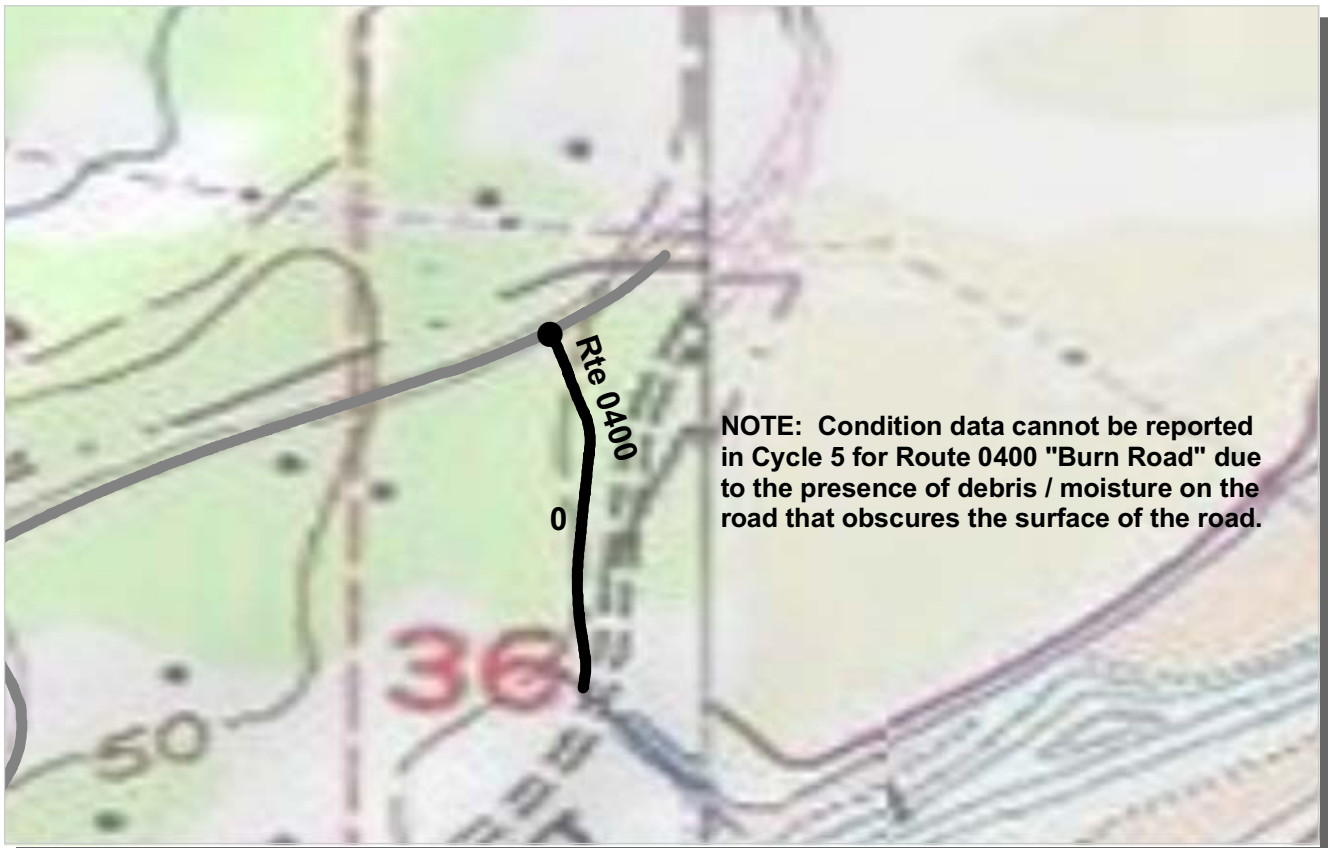 Rte 0400
NOTE:  Condition data cannot be reported
in Cycle 5 for Route 0400 "Burn Road" due
to the presence of debris / moisture on the
road that obscures the surface of the road.
0
36
50